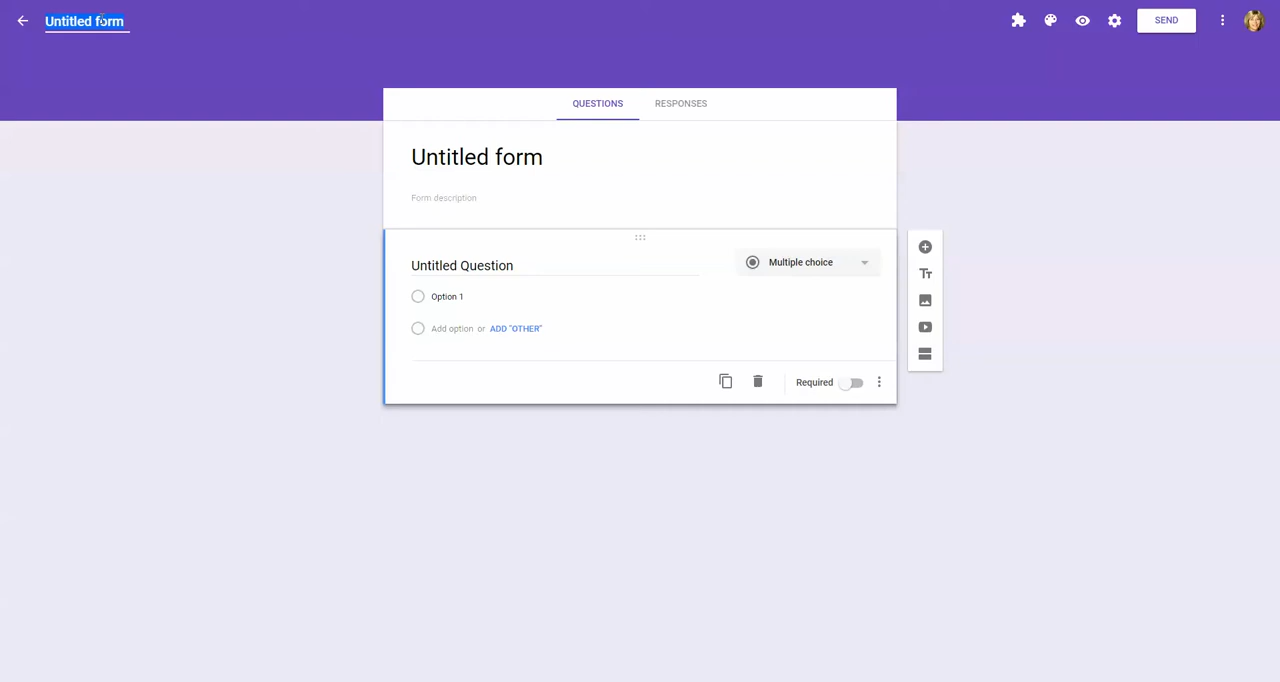 Untitled form
SEND
QUESTIONS RESPONSES
Untitled form
Form description
Untitled Question
Multiple choice
Option 1
Add option or ADD "OTHER"
Required